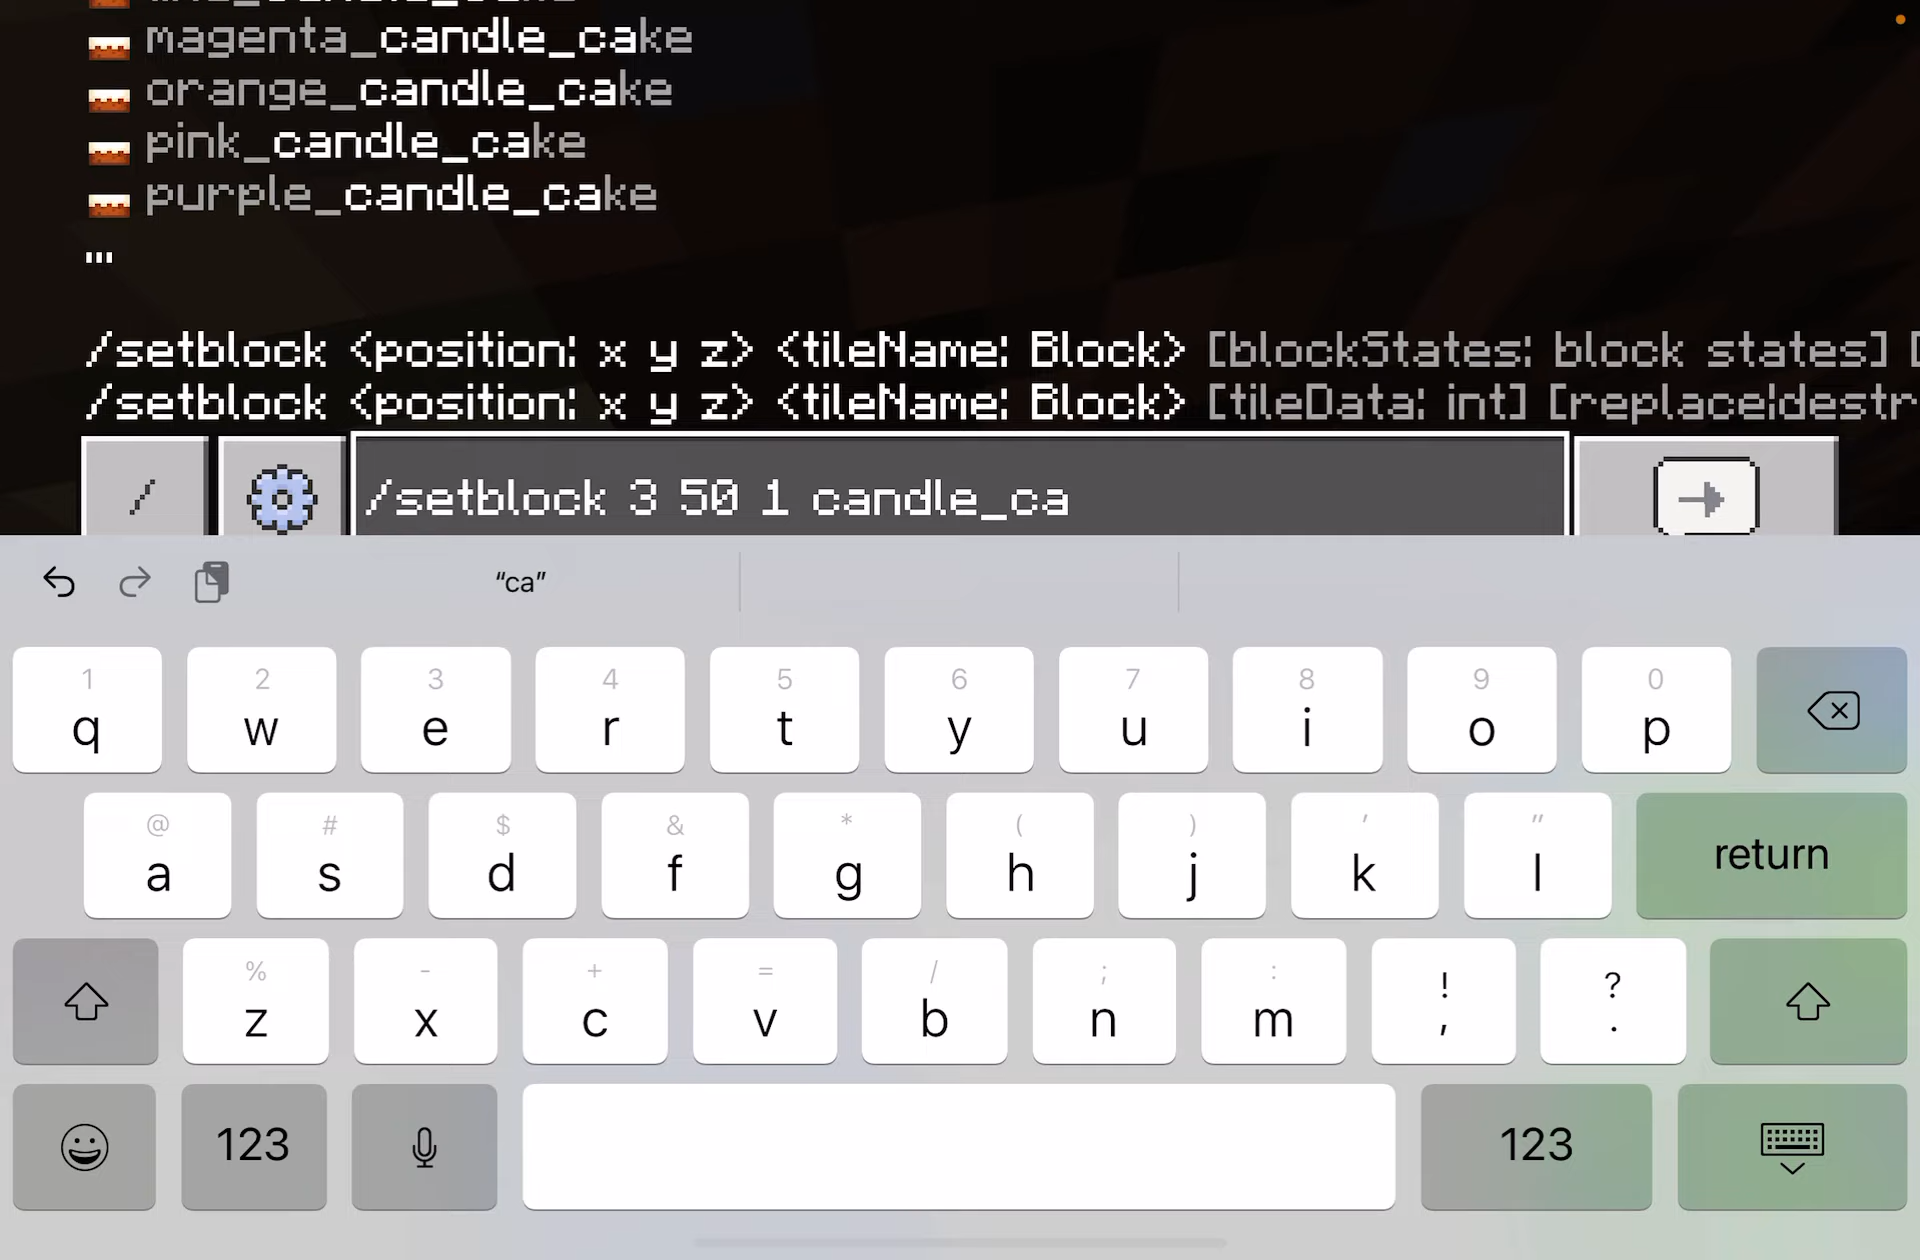 magenta_candle_cake
orange_candle_cake
pink_candle_cake
purple_candle_cake
...
/setblock <position: x y z> <tileName: Block> [blockStates: block states] [
/setblock <position: x y z> <tileName: Block> [tileData: int] [replace|destr
/ /setblock 3 50 1 candle_ca
“ca”
1 2 3 4 5 6 7 8 9 0
q w e r t y u i o p
@ # $ & * ( ) ' "
a s d f g h j k l return
% - + = / ; : ! ?
z x c v b n m , .
123 123